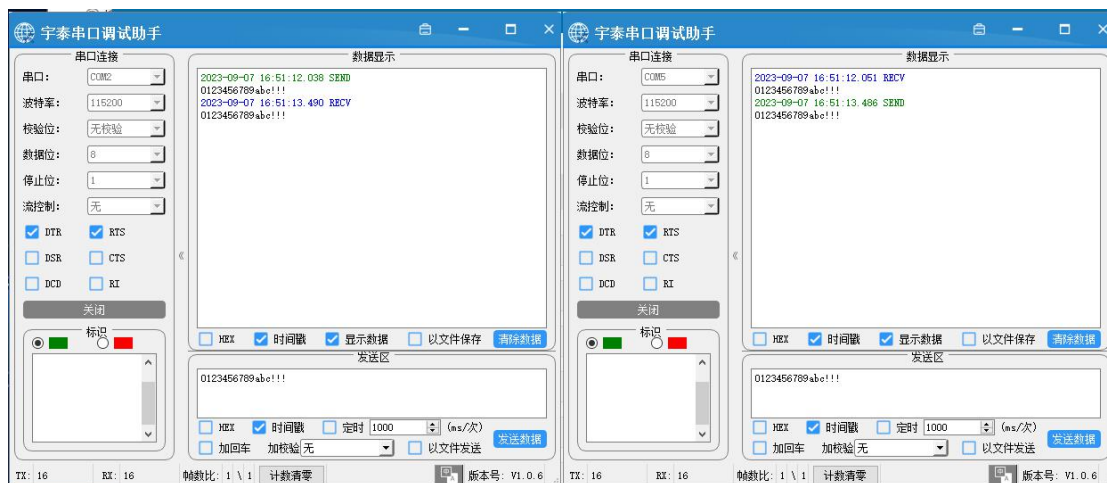 宇泰串口调试助手
串口连接
串口: COM2
波特率: 115200
校验位: 无校验
数据位: 8
停止位: 1
流控制: 无
DTR RTS
DSR CTS
DCD RI
关闭
标识
数据显示
2023-09-07 16:51:12.038 SEND
0123456789abc!!!
2023-09-07 16:51:13.490 RECV
0123456789abc!!!
HEX 时间戳 显示数据 以文件保存 清除数据
发送区
0123456789abc!!!
HEX 时间戳 定时 1000 (ms/次)
加回车 加校验 无 以文件发送 发送数据
TX: 16 RX: 16 帧数比: 1 \ 1 计数清零 版本号: V1.0.6
宇泰串口调试助手
串口连接
串口: COM5
波特率: 115200
校验位: 无校验
数据位: 8
停止位: 1
流控制: 无
DTR RTS
DSR CTS
DCD RI
关闭
标识
数据显示
2023-09-07 16:51:12.051 RECV
0123456789abc!!!
2023-09-07 16:51:13.486 SEND
0123456789abc!!!
HEX 时间戳 显示数据 以文件保存 清除数据
发送区
0123456789abc!!!
HEX 时间戳 定时 1000 (ms/次)
加回车 加校验 无 以文件发送 发送数据
TX: 16 RX: 16 帧数比: 1 \ 1 计数清零 版本号: V1.0.6